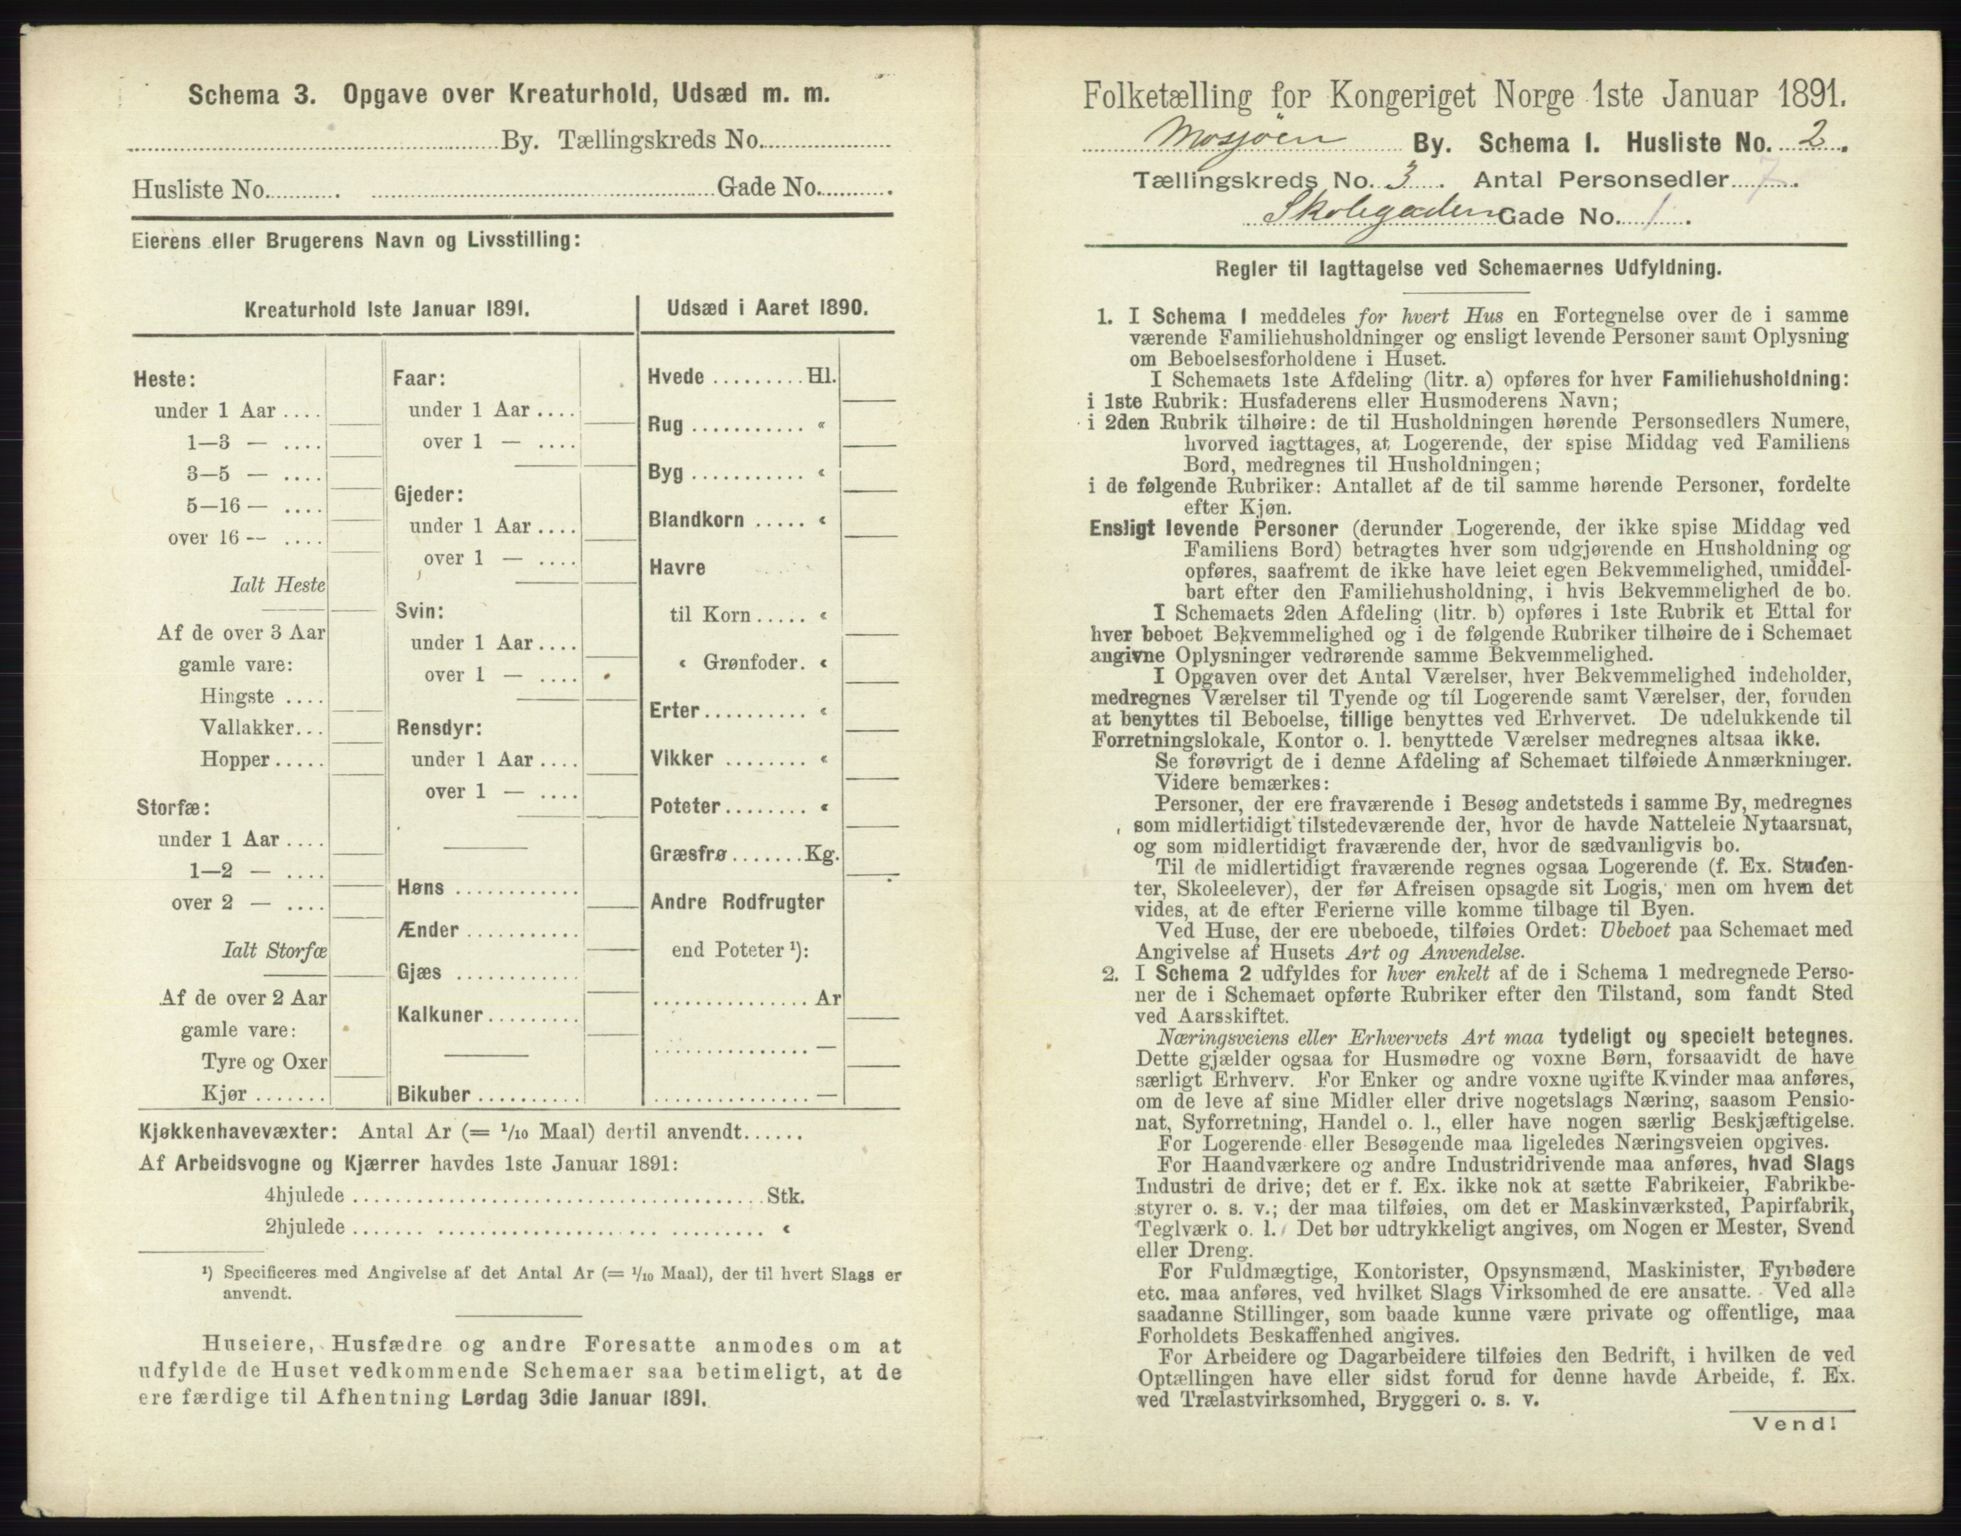 Schema 3. Opgave over Kreaturhold, Udsæd m. m.
By. Tællingskreds No.
Husliste No. Gade No.
Eierens eller Brugerens Navn og Livsstilling:
Kreaturhold 1ste Januar 1891.
Heste:
under 1 Aar ....
1—3 — ....
3—5 — ....
5—16 — ....
over 16 — ....
Ialt Heste
Af de over 3 Aar
gamle vare:
Hingste ....
Vallakker...
Hopper.....
Storfæ:
under 1 Aar ....
1—2 — ....
over 2 — ....
Ialt Storfæ
Af de over 2 Aar
gamle vare:
Tyre og Oxer
Kjør .......
Faar:
under 1 Aar ....
over 1 — ....
Gjeder:
under 1 Aar ....
over 1 — ....
Svin:
under 1 Aar ....
over 1 — ....
Rensdyr:
under 1 Aar ....
over 1 — ....
Høns ...........
Ænder ...........
Gjæs ...........
Kalkuner.........
Bikuber ..........
Udsæd i Aaret 1890.
Hvede .........Hl.
Rug ........... «
Byg ........... «
Blandkorn ..... «
Havre
til Korn ..... «
« Grønfoder. «
Erter.......... «
Vikker ........ «
Poteter ........ «
Græsfrø.......Kg.
Andre Rodfrugter
end Poteter ¹):
............... Ar
............... —
............... —
Kjøkkenhavevæxter: Antal Ar (= 1/10 Maal) dertil anvendt......
Af Arbeidsvogne og Kjærrer havdes 1ste Januar 1891:
4hjulede ........................................ Stk.
2hjulede ........................................ «
¹) Specificeres med Angivelse af det Antal Ar (= 1/10 Maal), der til hvert Slags er
anvendt.
Huseiere, Husfædre og andre Foresatte anmodes om at
udfylde de Huset vedkommende Schemaer saa betimeligt, at de
ere færdige til Afhentning Lørdag 3die Januar 1891.
Folketælling for Kongeriget Norge 1ste Januar 1891.
Mosjöen By. Schema 1. Husliste No. 2.
Tællingskreds No. 3. Antal Personsedler 7.
Skolegaden Gade No. 1.
Regler til Iagttagelse ved Schemaernes Udfyldning.
1. I Schema 1 meddeles for hvert Hus en Fortegnelse over de i samme
værende Familiehusholdninger og ensligt levende Personer samt Oplysning
om Beboelsesforholdene i Huset.
I Schemaets 1ste Afdeling (litr. a) opføres for hver Familiehusholdning:
i 1ste Rubrik: Husfaderens eller Husmoderens Navn;
i 2den Rubrik tilhøire: de til Husholdningen hørende Personsedlers Numere,
hvorved iagttages, at Logerende, der spise Middag ved Familiens
Bord, medregnes til Husholdningen;
i de følgende Rubriker: Antallet af de til samme hørende Personer, fordelte
efter Kjøn.
Ensligt levende Personer (derunder Logerende, der ikke spise Middag ved
Familiens Bord) betragtes hver som udgjørende en Husholdning og
opføres, saafremt de ikke have leiet egen Bekvemmelighed, umiddel-
bart efter den Familiehusholdning, i hvis Bekvemmelighed de bo.
I Schemaets 2den Afdeling (litr. b) opføres i 1ste Rubrik et Ettal for
hver beboet Bekvemmelighed og i de følgende Rubriker tilhøire de i Schemaet
angivne Oplysninger vedrørende samme Bekvemmelighed.
I Opgaven over det Antal Værelser, hver Bekvemmelighed indeholder,
medregnes Værelser til Tyende og til Logerende samt Værelser, der, foruden
at benyttes til Beboelse, tillige benyttes ved Erhvervet. De udelukkende til
Forretningslokale, Kontor o. l. benyttede Værelser medregnes altsaa ikke.
Se forøvrigt de i denne Afdeling af Schemaet tilføiede Anmærkninger.
Videre bemærkes:
Personer, der ere fraværende i Besøg andetsteds i samme By, medregnes
som midlertidigt tilstedeværende der, hvor de havde Natteleie Nytaarsnat,
og som midlertidigt fraværende der, hvor de sædvanligvis bo.
Til de midlertidigt fraværende regnes ogsaa Logerende (f. Ex. Studen-
ter, Skoleelever), der før Afreisen opsagde sit Logis, men om hvem det
vides, at de efter Ferierne ville komme tilbage til Byen.
Ved Huse, der ere ubeboede, tilføies Ordet: Ubeboet paa Schemaet med
Angivelse af Husets Art og Anvendelse.
2. I Schema 2 udfyldes for hver enkelt af de i Schema 1 medregnede Perso-
ner de i Schemaet opførte Rubriker efter den Tilstand, som fandt Sted
ved Aarsskiftet.
Næringsveiens eller Erhvervets Art maa tydeligt og specielt betegnes.
Dette gjælder ogsaa for Husmødre og voxne Børn, forsaavidt de have
særligt Erhverv. For Enker og andre voxne ugifte Kvinder maa anføres,
om de leve af sine Midler eller drive nogetslags Næring, saasom Pensio-
nat, Syforretning, Handel o. l., eller have nogen særlig Beskjæftigelse.
For Logerende eller Besøgende maa ligeledes Næringsveien opgives.
For Haandværkere og andre Industridrivende maa anføres, hvad Slags
Industri de drive; det er f. Ex. ikke nok at sætte Fabrikeier, Fabrikbe-
styrer o. s. v.; der maa tilføies, om det er Maskinværksted, Papirfabrik,
Teglværk o. l. Det bør udtrykkeligt angives, om Nogen er Mester, Svend
eller Dreng.
For Fuldmægtige, Kontorister, Opsynsmænd, Maskinister, Fyrbødere
etc. maa anføres, ved hvilket Slags Virksomhed de ere ansatte. Ved alle
saadanne Stillinger, som baade kunne være private og offentlige, maa
Forholdets Beskaffenhed angives.
For Arbeidere og Dagarbeidere tilføies den Bedrift, i hvilken de ved
Optællingen have eller sidst forud for denne havde Arbeide, f. Ex.
ved Trælastvirksomhed, Bryggeri o. s. v.
Vend!